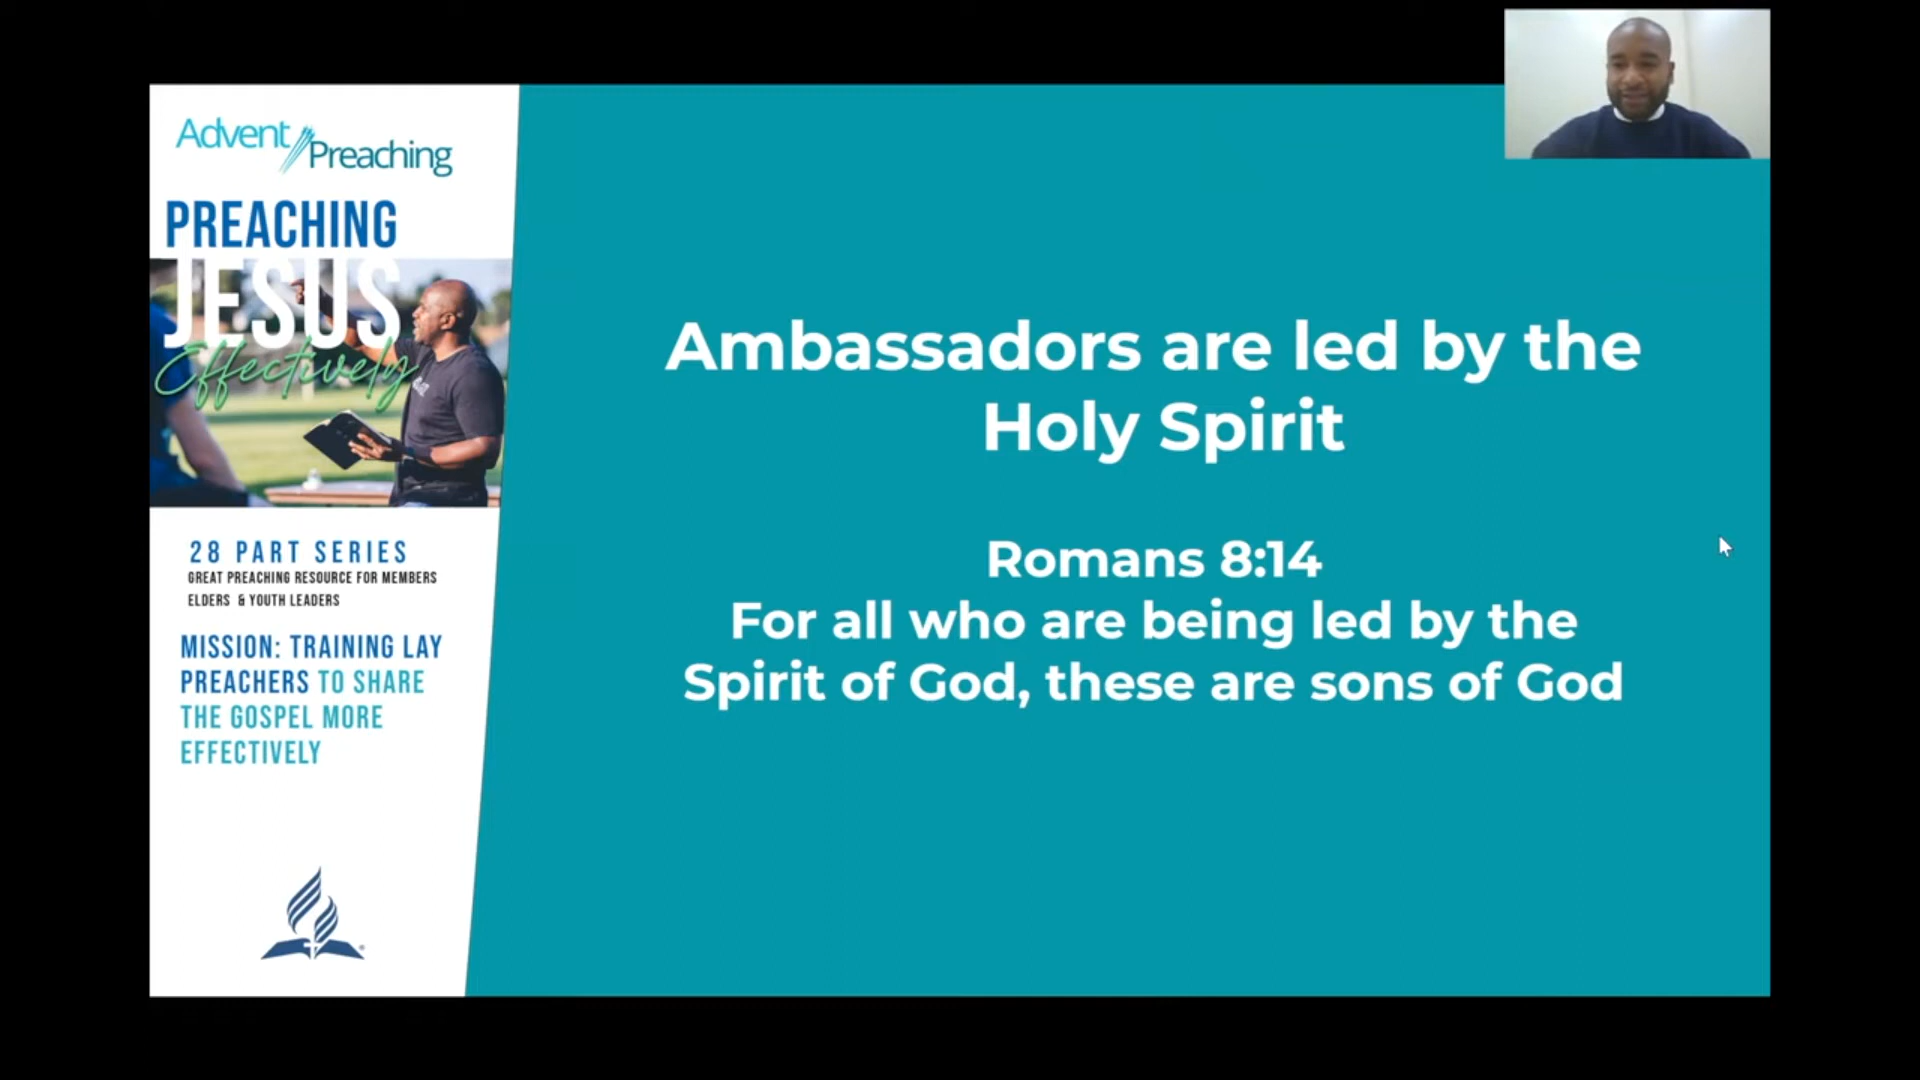 Advent
Preaching
PREACHING
JESUS
Effectively
28 PART SERIES
GREAT PREACHING RESOURCE FOR MEMBERS
ELDERS & YOUTH LEADERS
MISSION: TRAINING LAY
PREACHERS TO SHARE
THE GOSPEL MORE
EFFECTIVELY
Ambassadors are led by the
Holy Spirit
Romans 8:14
For all who are being led by the
Spirit of God, these are sons of God